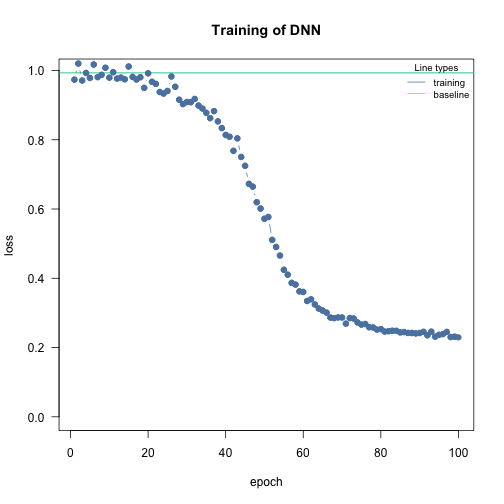 Training of DNN
Line types
training
baseline
loss
1.0
0.8
0.6
0.4
0.2
0.0
0 20 40 60 80 100
epoch